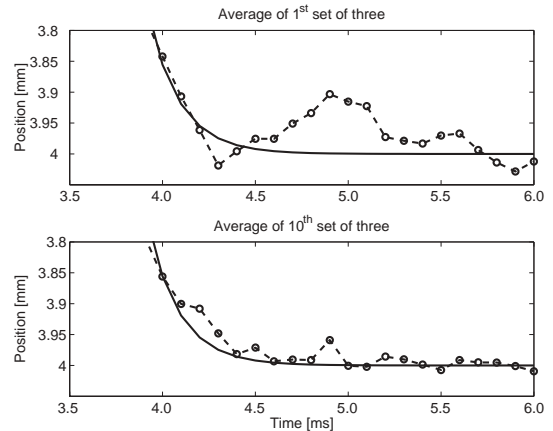 Average of 1st set of three
3.8
3.85
3.9
3.95
4
Position [mm]
3.5 4.0 4.5 5.0 5.5 6.0
Average of 10th set of three
3.8
3.85
3.9
3.95
4
Position [mm]
3.5 4.0 4.5 5.0 5.5 6.0
Time [ms]